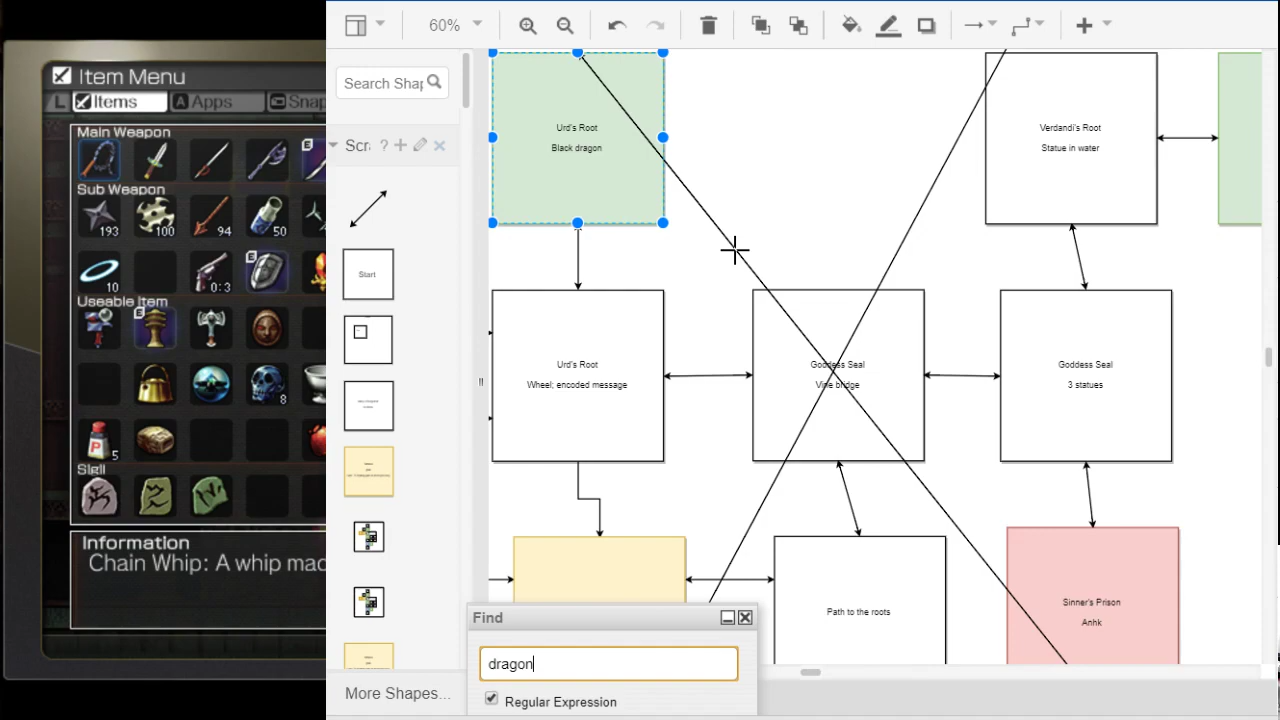 Item Menu
L Items A Apps Snap
Main Weapon
E
Sub Weapon
193 100 94 50
10 0:3 E
Useable Item
E
8
P 5
Sigil
Information
Chain Whip: A whip mad
60%
Search Shap
Scr ? 
Start
More Shapes...
Urd's Root
Black dragon
Verdandi's Root
Statue in water
Urd's Root
Wheel; encoded message
Goddess Seal
Vine bridge
Goddess Seal
3 statues
Path to the roots
Sinner's Prison
Anhk
Find
dragon
Regular Expression